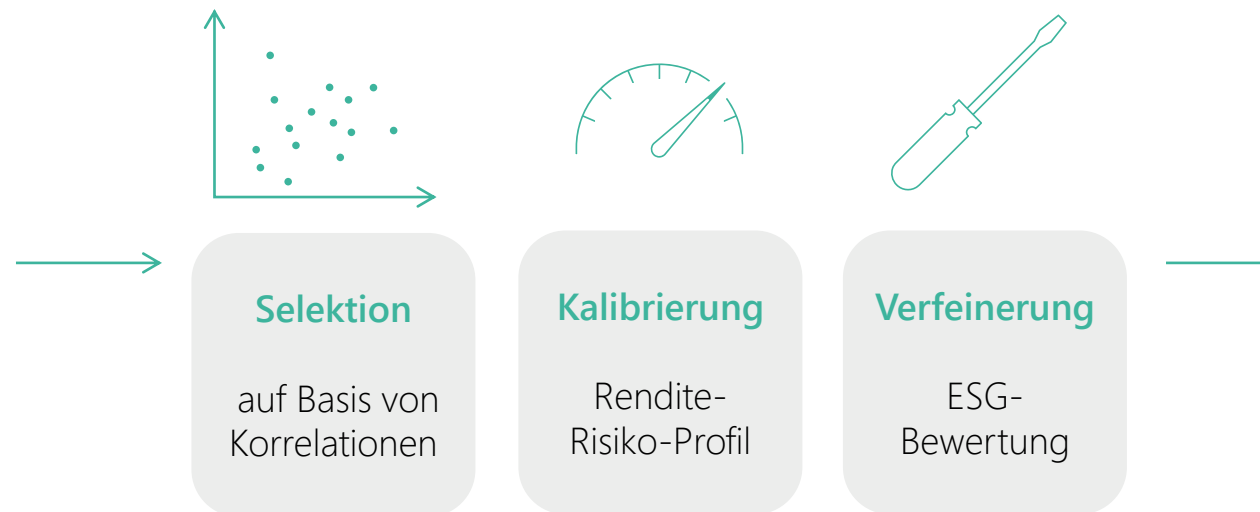 Selektion
auf Basis von
Korrelationen
Kalibrierung
Rendite-
Risiko-Profil
Verfeinerung
ESG-
Bewertung